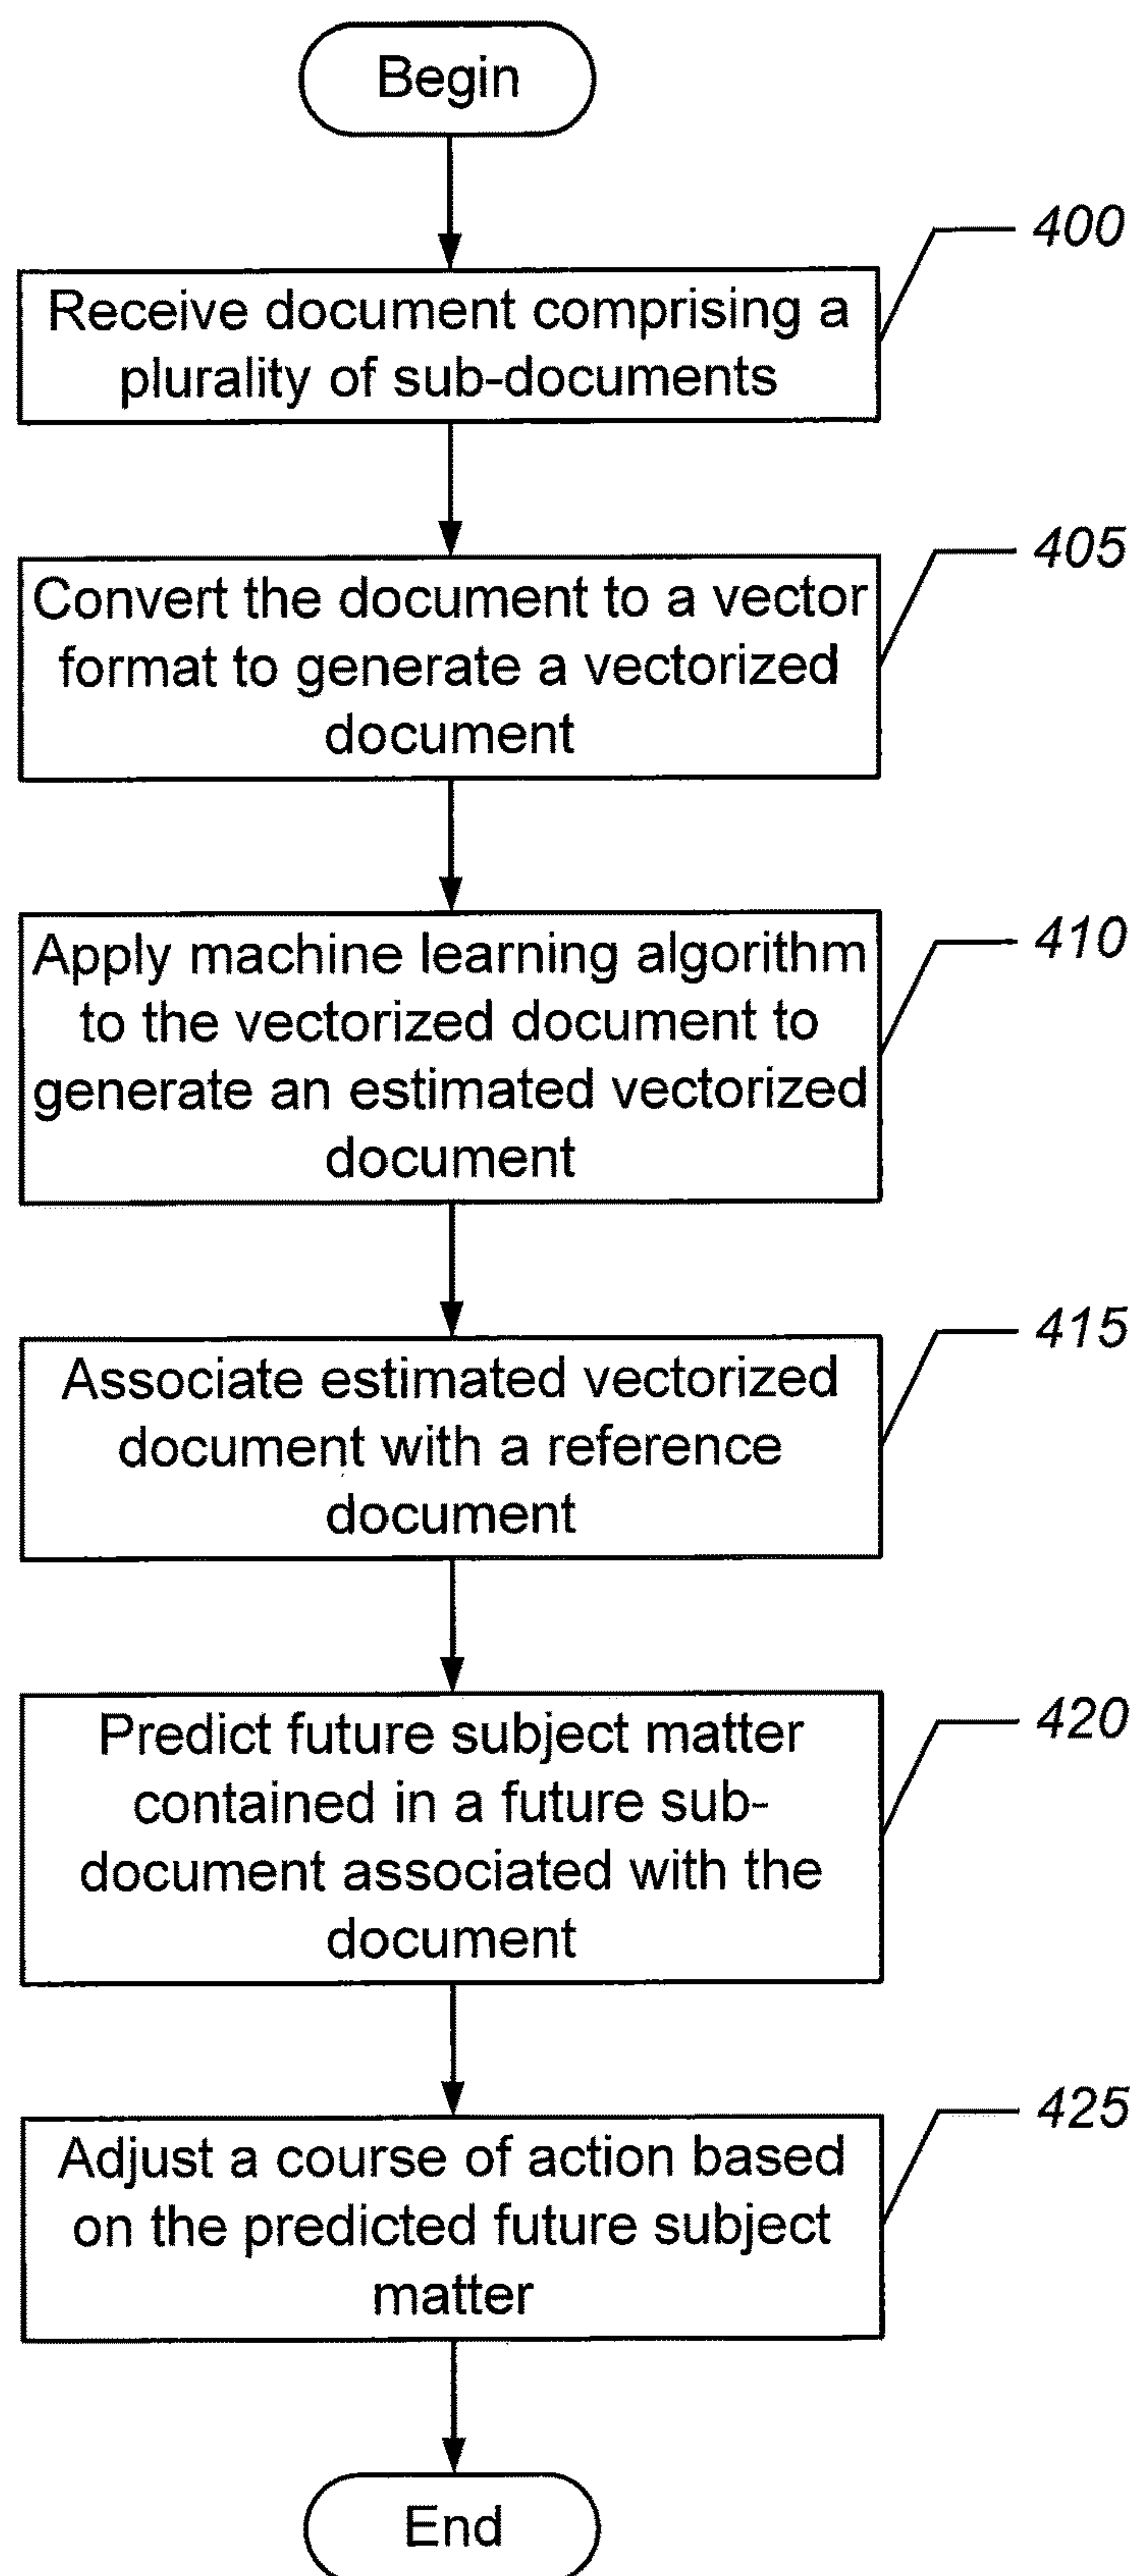 Begin
400
Receive document comprising a
plurality of sub-documents
405
Convert the document to a vector
format to generate a vectorized
document
410
Apply machine learning algorithm
to the vectorized document to
generate an estimated vectorized
document
415
Associate estimated vectorized
document with a reference
document
420
Predict future subject matter
contained in a future sub-
document associated with the
document
425
Adjust a course of action based
on the predicted future subject
matter
End